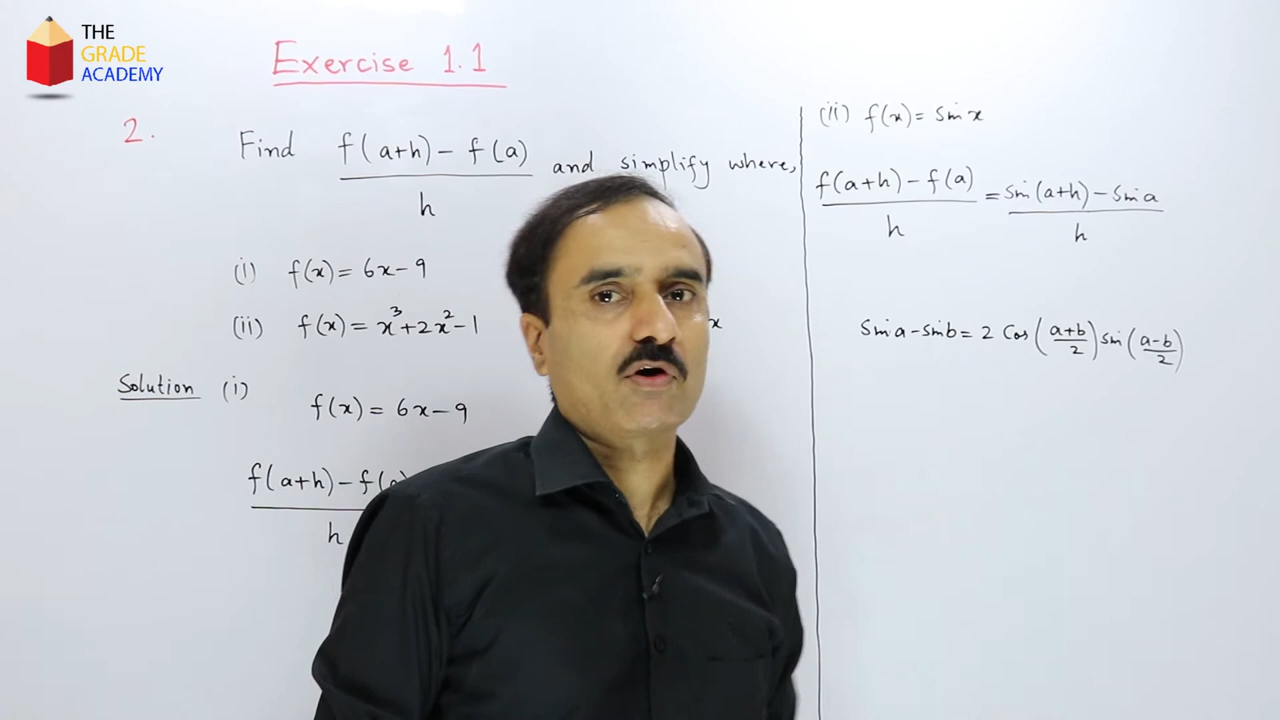 THE
GRADE
ACADEMY
Exercise 1.1
2.
Find f(a+h) - f(a) / h and simplify where,
(i) f(x) = 6x - 9
(ii) f(x) = x³ + 2x² - 1
x
Solution (i)
f(x) = 6x - 9
f(a+h) - f(a) / h
(ii) f(x) = Sin x
f(a+h) - f(a) / h = Sin(a+h) - Sin a / h
Sin a - Sin b = 2 Cos(a+b / 2) Sin(a-b / 2)